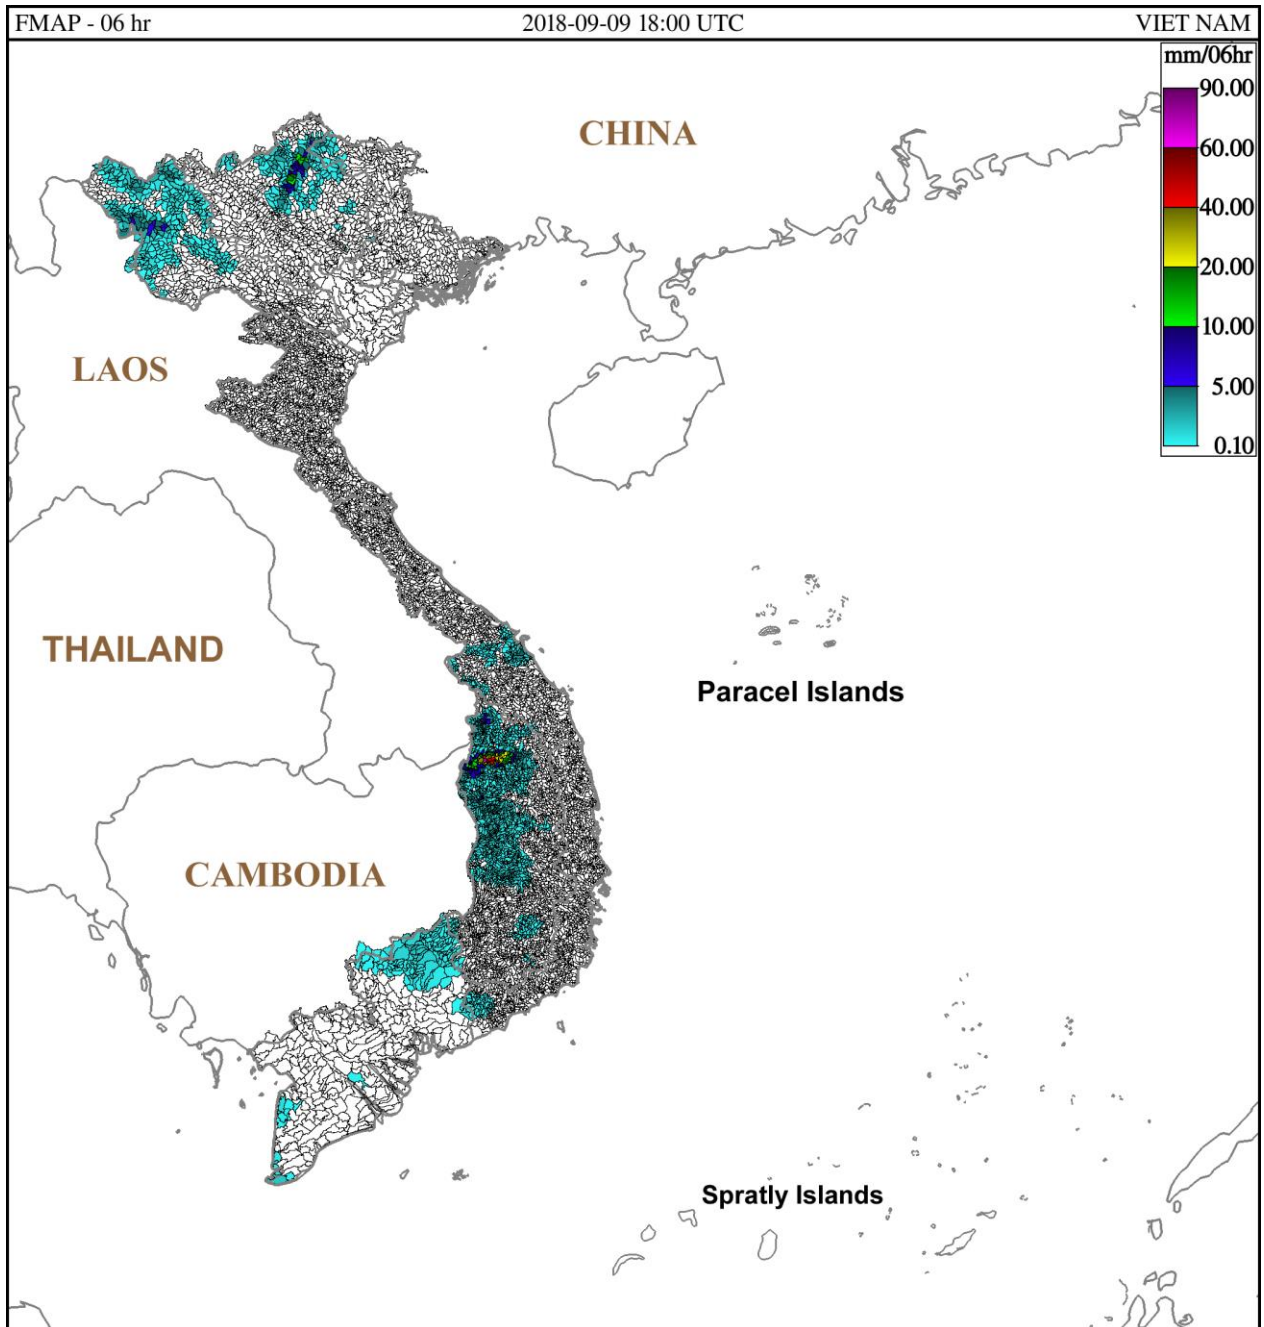 FMAP - 06 hr
2018-09-09 18:00 UTC
VIET NAM
mm/06hr
90.00
60.00
40.00
20.00
10.00
5.00
0.10
CHINA
LAOS
THAILAND
Paracel Islands
CAMBODIA
Spratly Islands